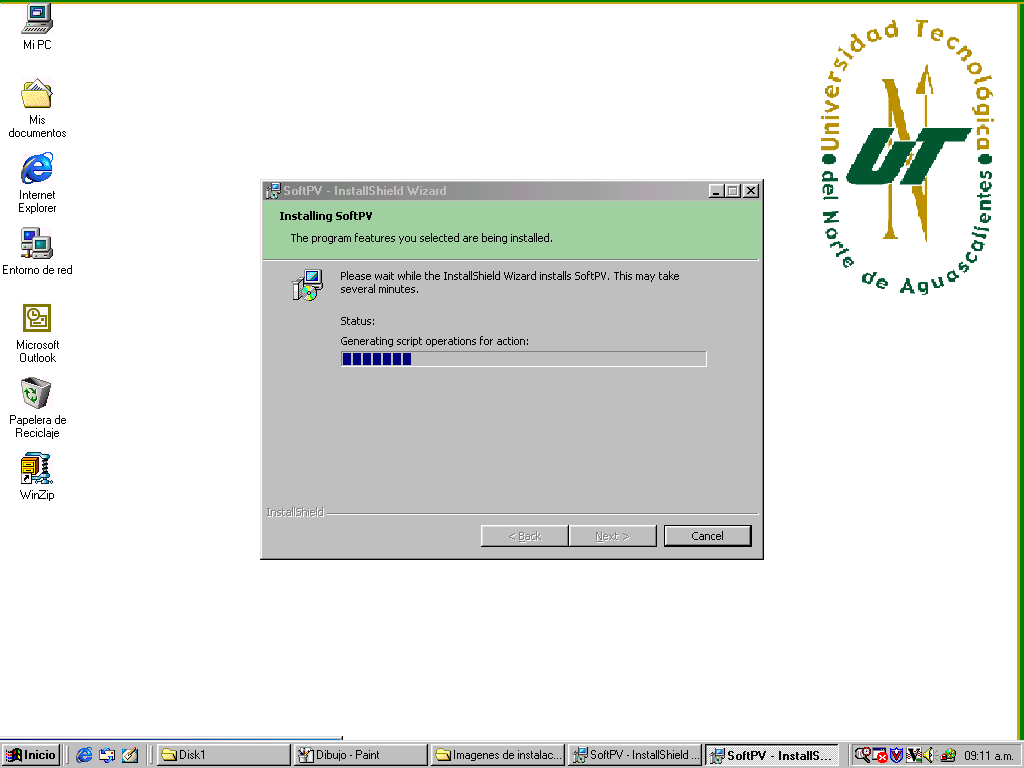 Mi PC
Mis
documentos
Internet
Explorer
Entorno de red
Microsoft
Outlook
Papelera de
Reciclaje
WinZip
Universidad Tecnológica
del Norte de Aguascalientes
UT
N
SoftPV - InstallShield Wizard
Installing SoftPV
The program features you selected are being installed.
Please wait while the InstallShield Wizard installs SoftPV. This may take
several minutes.
Status:
Generating script operations for action:
InstallShield
< Back
Next >
Cancel
Inicio
Disk1
Dibujo - Paint
Imagenes de instalac...
SoftPV - InstallShield ...
SoftPV - InstallS...
09:11 a.m.